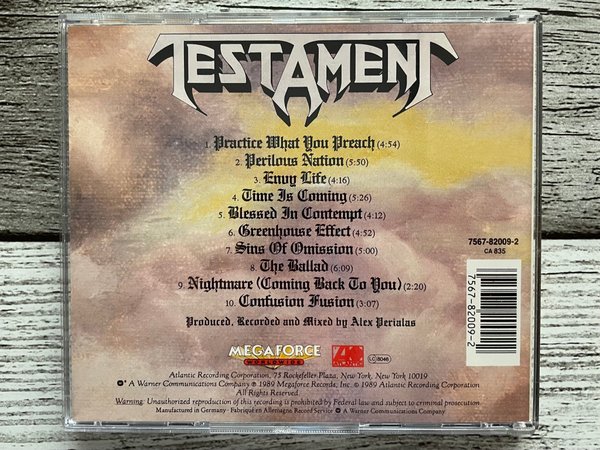 TESTAMENT
1. Practice What You Preach (4:54)
2. Perilous Nation (5:50)
3. Envy Life (4:16)
4. Time Is Coming (5:26)
5. Blessed In Contempt (4:12)
6. Greenhouse Effect (4:52)
7. Sins Of Omission (5:00)
8. The Ballad (6:09)
9. Nightmare (Coming Back To You) (2:20)
10. Confusion Fusion (3:07)
Produced, Recorded and Mixed by Alex Perialas
7567-82009-2
CA 835
7567-82009-2
MEGAFORCE
WORLDWIDE
LC 8046
Atlantic Recording Corporation, 75 Rockefeller Plaza, New York, New York 10019
A Warner Communications Company ℗ 1989 Megaforce Records, Inc. © 1989 Atlantic Recording Corporation
All Rights Reserved.
Warning: Unauthorized reproduction of this recording is prohibited by Federal law and subject to criminal prosecution
Manufactured in Germany · Fabriqué en Allemagne Record Service · A Warner Communications Company